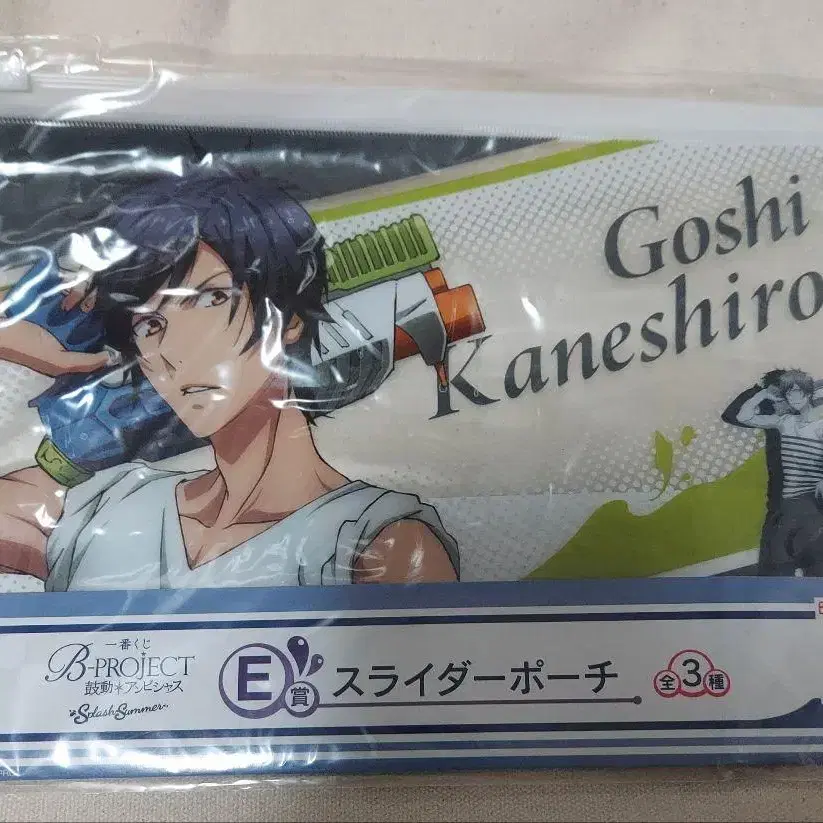 Goshi
Kaneshiro
一番くじ
B-PROJECT
鼓動*アンビシャス
Splash Summer
E賞 スライダーポーチ 全3種